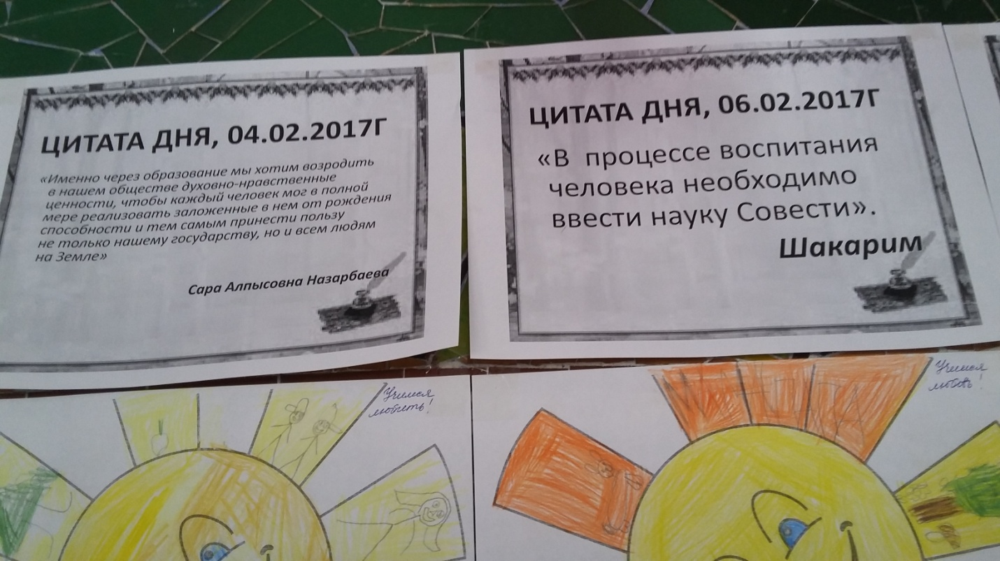 ЦИТАТА ДНЯ, 04.02.2017Г
«Именно через образование мы хотим возродить
в нашем обществе духовно-нравственные
ценности, чтобы каждый человек мог в полной
мере реализовать заложенные в нем от рождения
способности и тем самым принести пользу
не только нашему государству, но и всем людям
на Земле»
Сара Алпысовна Назарбаева
ЦИТАТА ДНЯ, 06.02.2017Г
«В процессе воспитания
человека необходимо
ввести науку Совести».
Шакарим
Учимся
любить!
Учимся
любить!